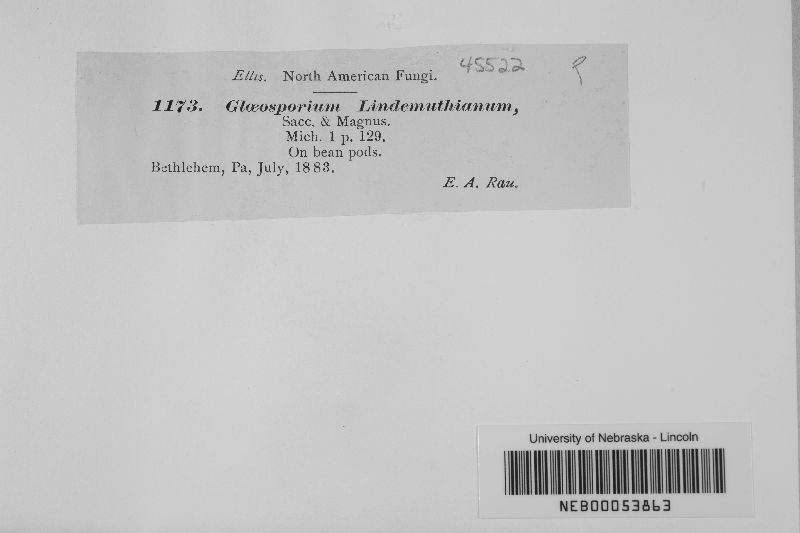 Ellis. North American Fungi. 45522
1173. Glœosporium Lindemuthianum,
Sacc, & Magnus.
Mich. 1 p. 129,
On bean pods.
Bethlehem, Pa, July, 1883.
E. A. Rau.
University of Nebraska - Lincoln
NEB00053863